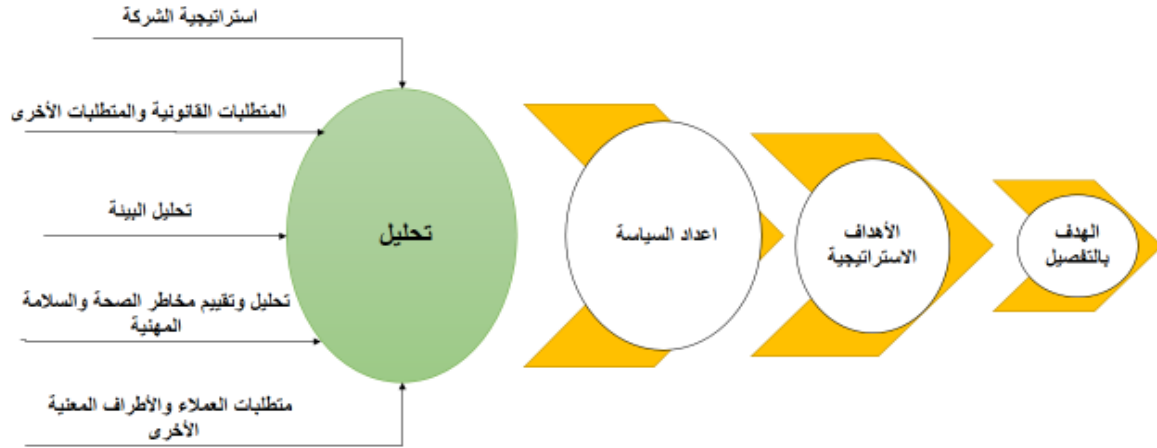 استراتيجية الشركة
المتطلبات القانونية والمتطلبات الأخرى
تحليل البيئة
تحليل وتقييم مخاطر الصحة والسلامة
المهنية
متطلبات العملاء والأطراف المعنية
الأخرى
تحليل
اعداد السياسة
الأهداف
الاستراتيجية
الهدف
بالتفصيل